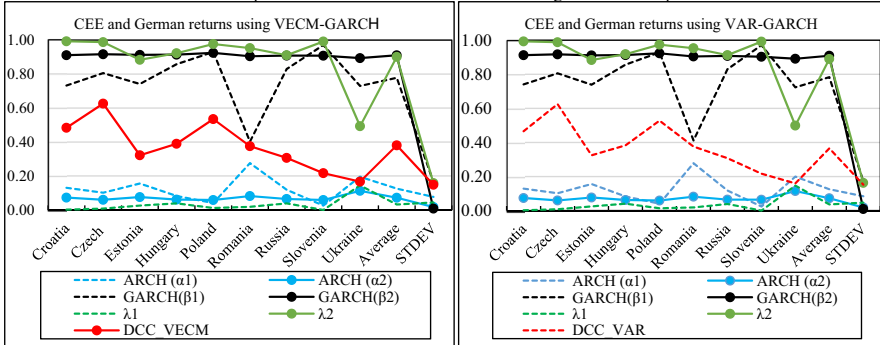 CEE and German returns using VECM-GARCH
1.00
0.80
0.60
0.40
0.20
0.00
Croatia
Czech
Estonia
Hungary
Poland
Romania
Russia
Slovenia
Ukraine
Average
STDEV
ARCH (α1)
ARCH (α2)
GARCH(β1)
GARCH(β2)
λ1
λ2
DCC_VECM
CEE and German returns using VAR-GARCH
1.00
0.80
0.60
0.40
0.20
0.00
Croatia
Czech
Estonia
Hungary
Poland
Romania
Russia
Slovenia
Ukraine
Average
STDEV
ARCH (α1)
ARCH (α2)
GARCH(β1)
GARCH(β2)
λ1
λ2
DCC_VAR